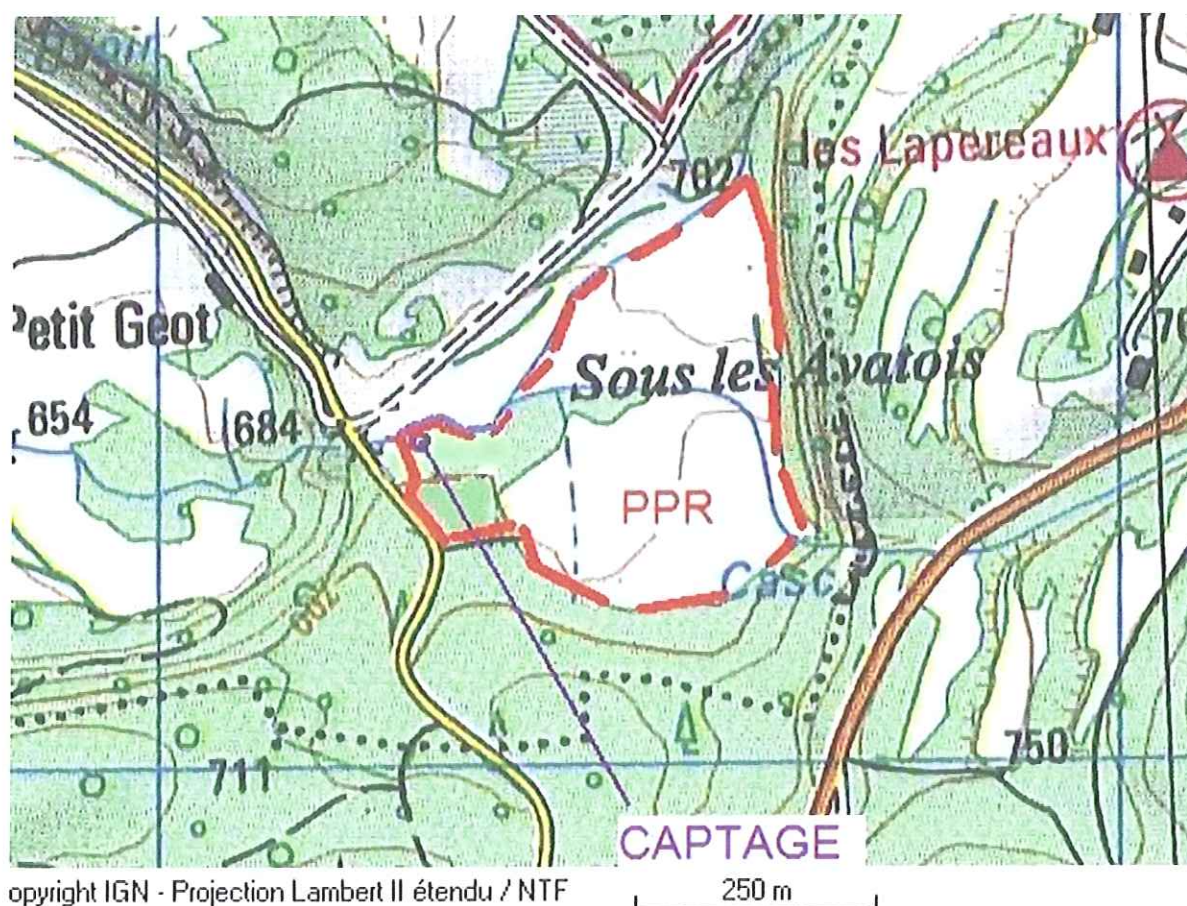 702
les Lapereaux
Petit Geot
Sous les Avatois
654
684
PPR
Casc
711
750
CAPTAGE
opyright IGN - Projection Lambert II étendu / NTF
250 m